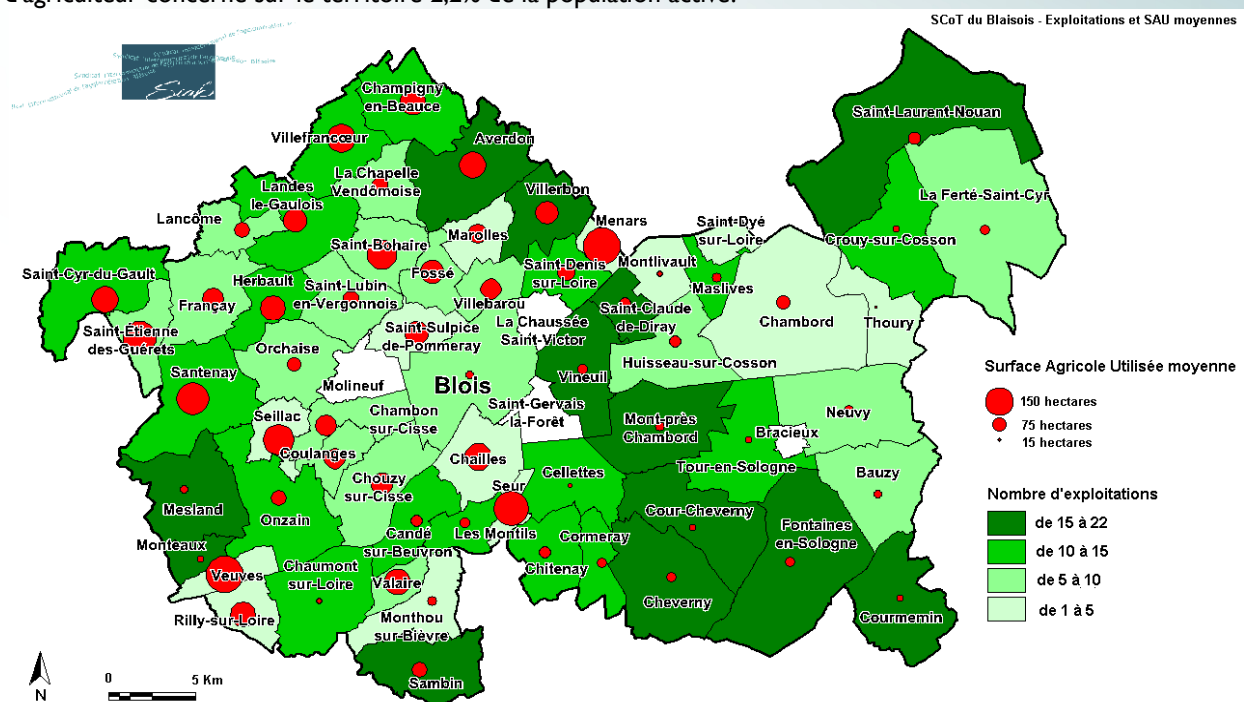 d'agriculteur concerne sur le territoire 2,2% de la population active.
SCoT du Blaisois - Exploitations et SAU moyennes
Champigny
en-Beauce
Villefrancœur
Averdon
Saint-Laurent-Nouan
La Chapelle
Vendômoise
Landes
le-Gaulois
Villerbon
La Ferté-Saint-Cyr
Lancôme
Menars
Saint-Dyé
sur-Loire
Marolles
Crouy-sur-Cosson
Saint-Bohaire
Montlivault
Saint-Cyr-du-Gault
Herbault
Fossé
Saint-Denis
sur-Loire
Maslives
Françay
Saint-Lubin
en-Vergonnois
Villebarou
Saint-Claude
de-Diray
Chambord
Thoury
Saint-Étienne
des-Guérets
Saint-Sulpice
de-Pommeray
La Chaussée
Saint-Victor
Orchaise
Huisseau-sur-Cosson
Santenay
Molineuf
Blois
Vineuil
Surface Agricole Utilisée moyenne
150 hectares
75 hectares
15 hectares
Saint-Gervais
la-Forêt
Neuvy
Seillac
Chambon
sur-Cisse
Mont-près
Chambord
Bracieux
Coulanges
Chailles
Tour-en-Sologne
Bauzy
Chouzy
sur-Cisse
Cellettes
Seur
Nombre d'exploitations
de 15 à 22
de 10 à 15
de 5 à 10
de 1 à 5
Mesland
Onzain
Cour-Cheverny
Fontaines
en-Sologne
Candé
sur-Beuvron
Les Montils
Cormeray
Monteaux
Chaumont
sur-Loire
Chitenay
Veuves
Valaire
Cheverny
Rilly-sur-Loire
Monthou
sur-Bièvre
Courmemin
Sambin
N
0 5 Km